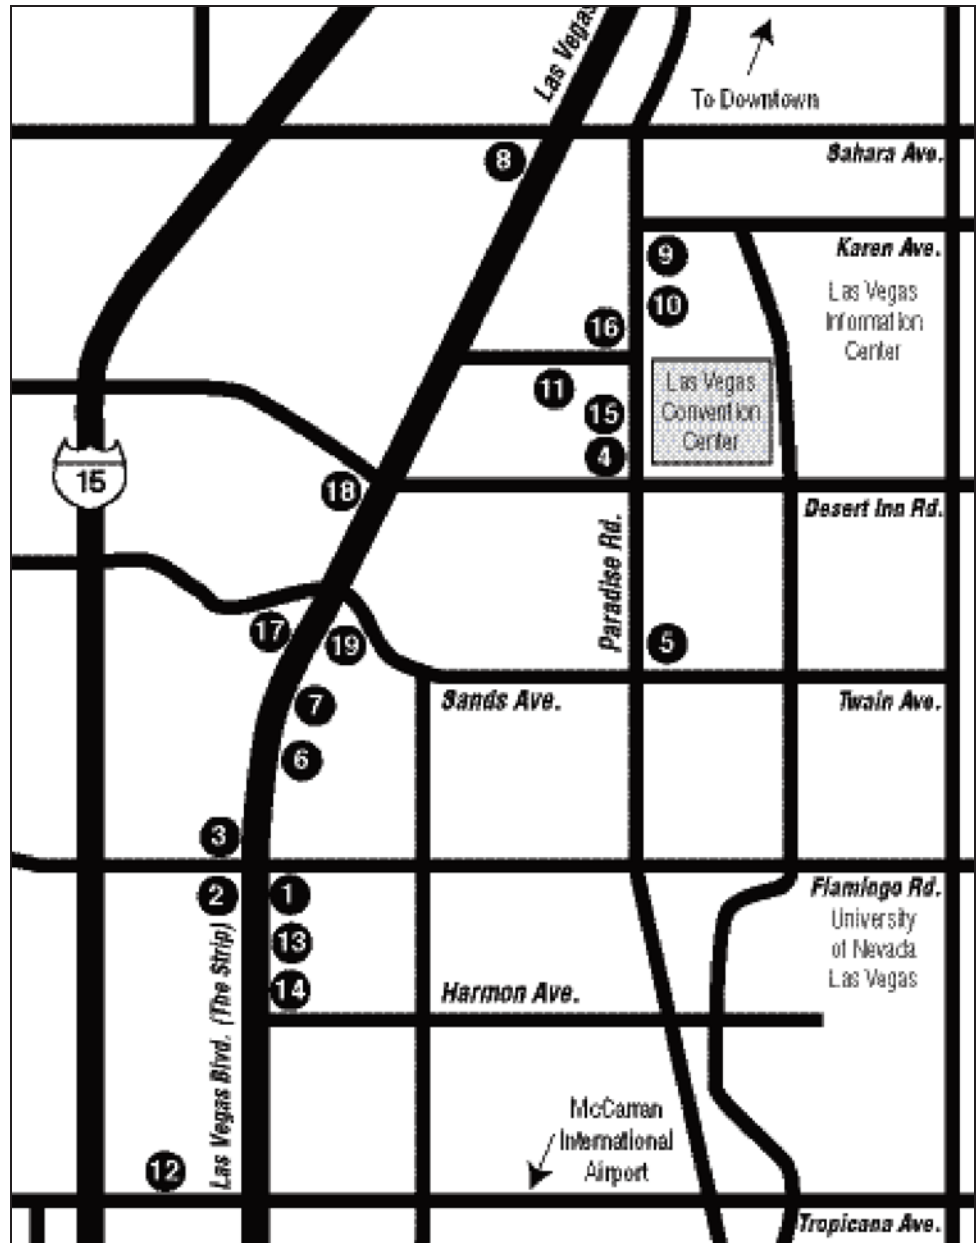 Las Vegas
To Downtown
8
Sahara Ave.
9
Karen Ave.
10
Las Vegas
Information
Center
16
11
Las Vegas
Convention
Center
15
4
15
18
Desert Inn Rd.
Paradise Rd.
17
19
5
7
Sands Ave.
Twain Ave.
6
3
2
1
Flamingo Rd.
University
of Nevada
Las Vegas
13
14
Harmon Ave.
Las Vegas Blvd. (The Strip)
McCarran
International
Airport
12
Tropicana Ave.